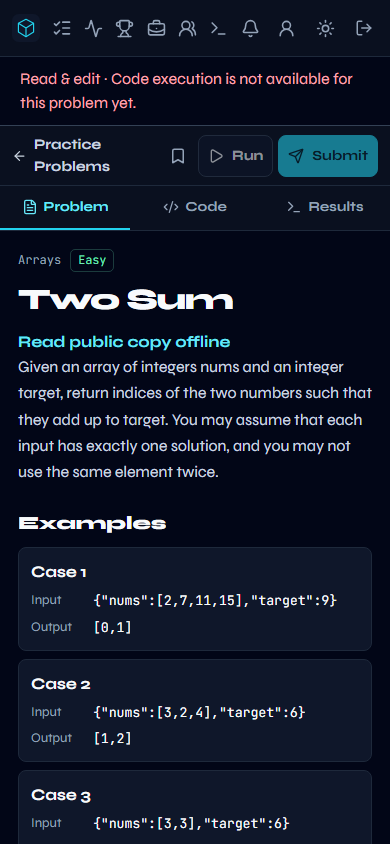 Read & edit · Code execution is not available for
this problem yet.
Practice
Problems
Run
Submit
Problem
Code
Results
Arrays
Easy
Two Sum
Read public copy offline
Given an array of integers nums and an integer
target, return indices of the two numbers such that
they add up to target. You may assume that each
input has exactly one solution, and you may not
use the same element twice.
Examples
Case 1
Input {"nums":[2,7,11,15],"target":9}
Output [0,1]
Case 2
Input {"nums":[3,2,4],"target":6}
Output [1,2]
Case 3
Input {"nums":[3,3],"target":6}